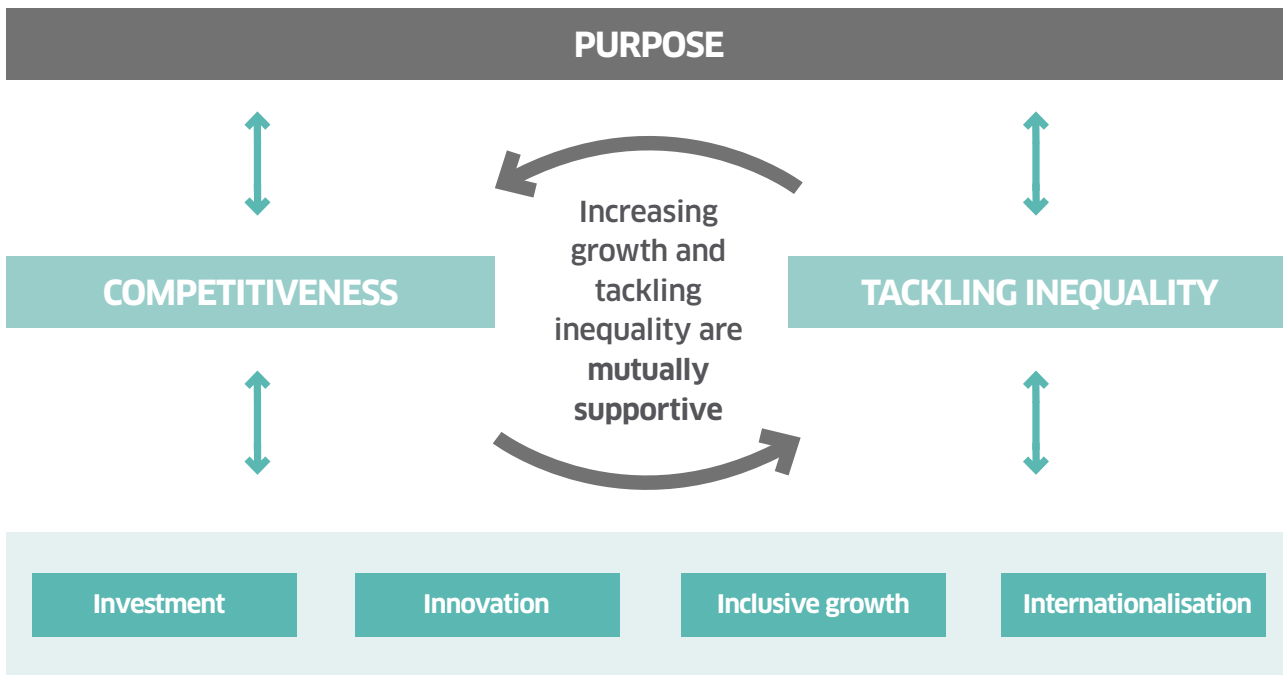 PURPOSE
COMPETITIVENESS
Increasing
growth and
tackling
inequality are
mutually
supportive
TACKLING INEQUALITY
Investment
Innovation
Inclusive growth
Internationalisation